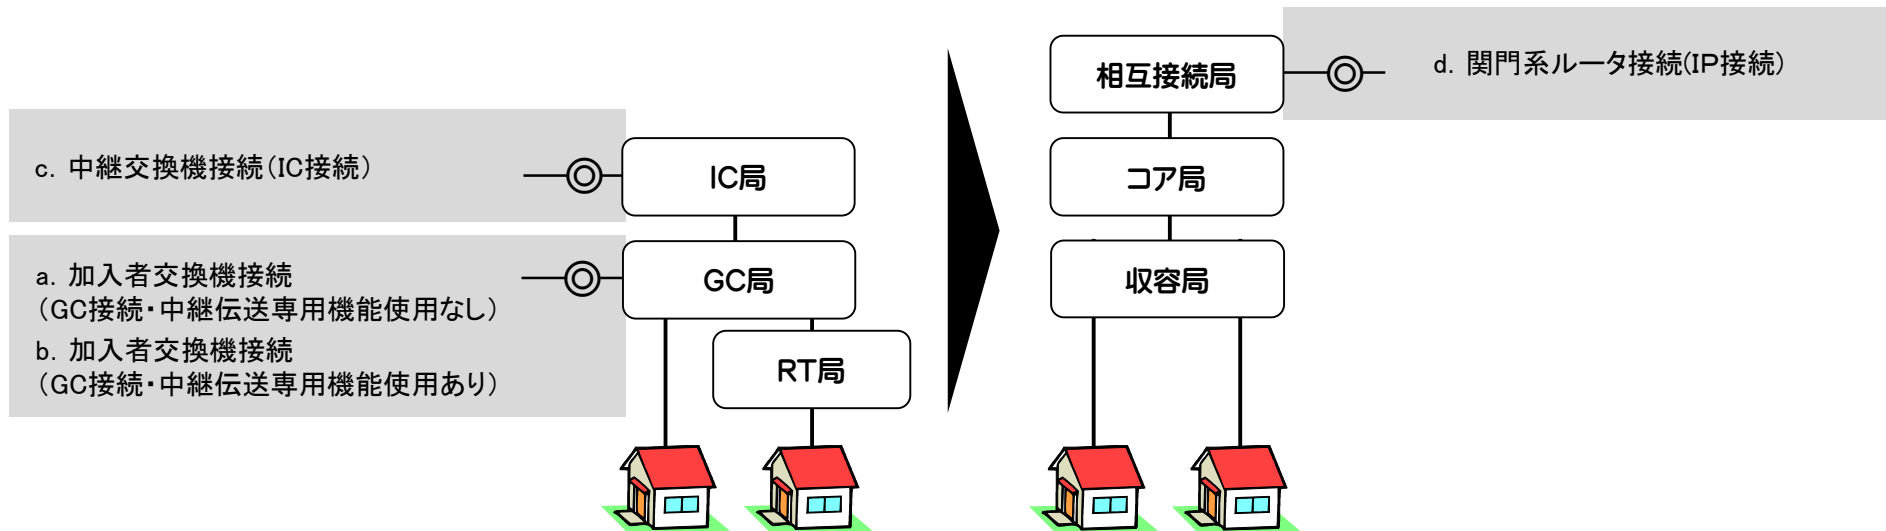 c. 中継交換機接続（IC接続）
IC局
a. 加入者交換機接続
（GC接続・中継伝送専用機能使用なし）
b. 加入者交換機接続
（GC接続・中継伝送専用機能使用あり）
GC局
RT局
相互接続局
d. 関門系ルータ接続(IP接続）
コア局
収容局